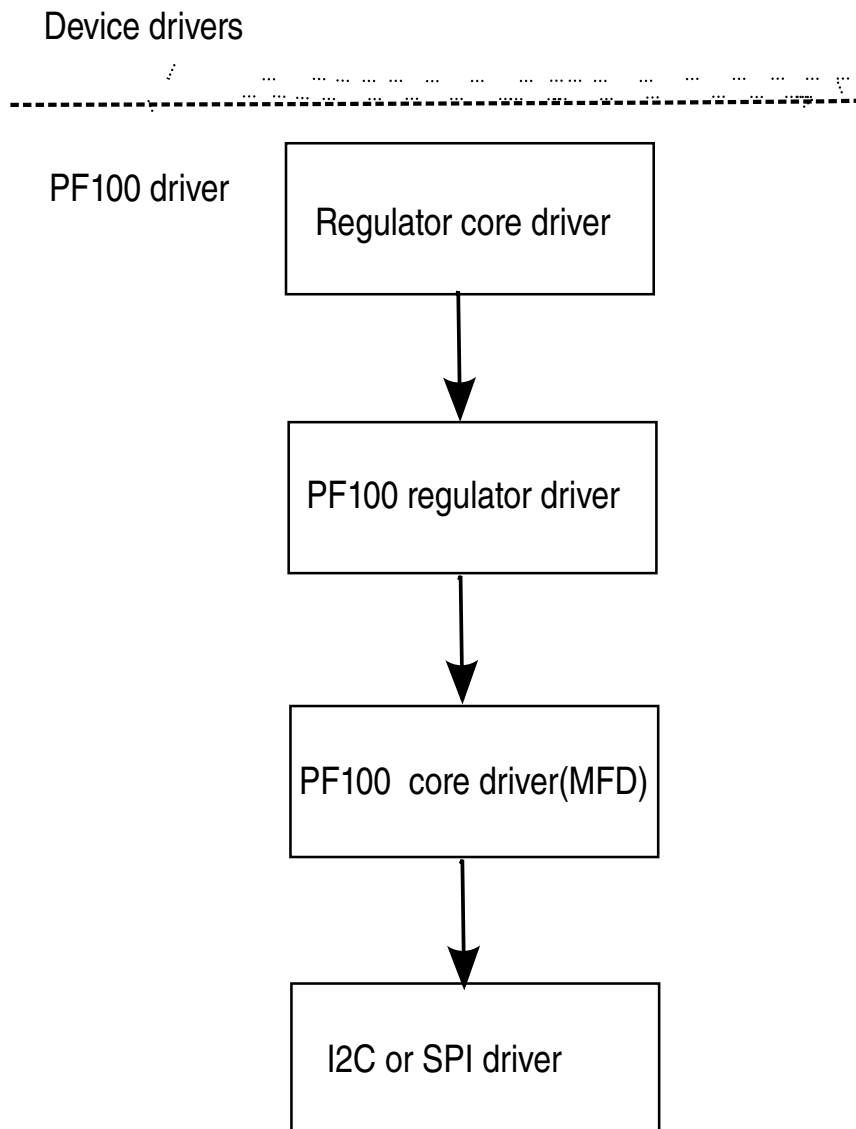 Device drivers
PF100 driver
Regulator core driver
PF100 regulator driver
PF100 core driver(MFD)
I2C or SPI driver